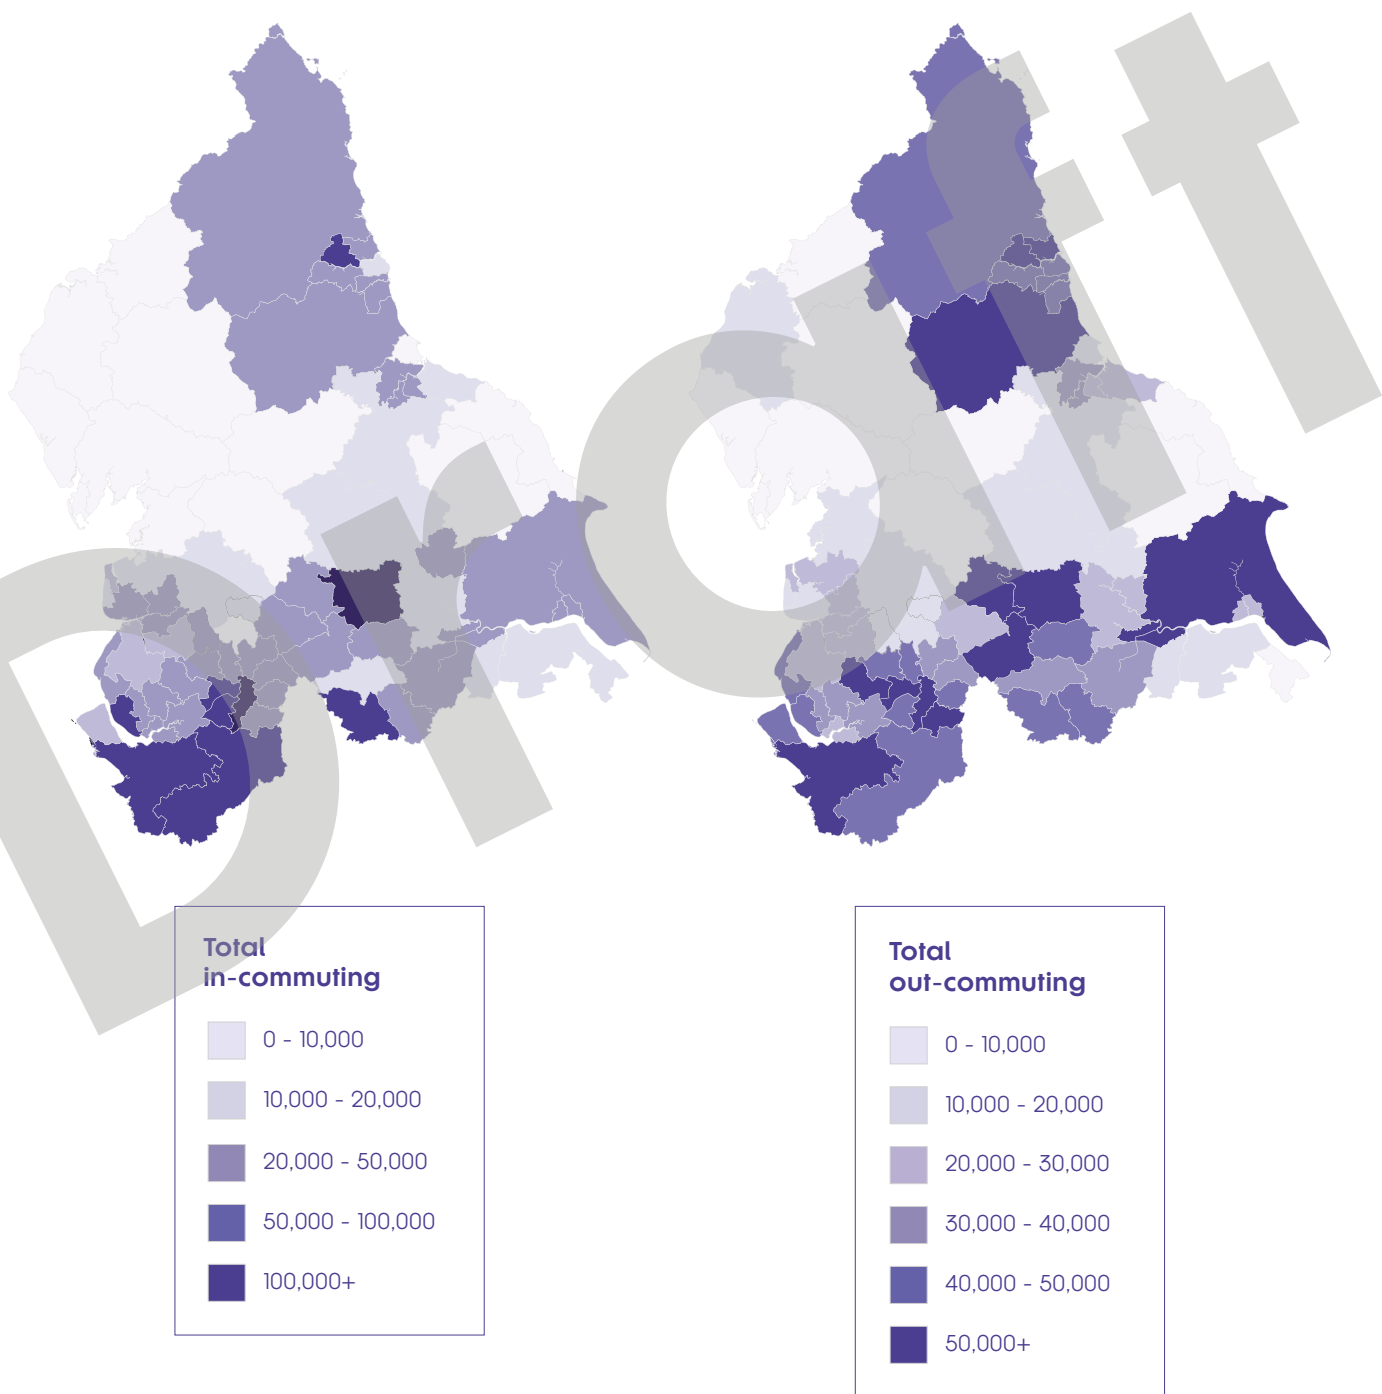 Draft
Total
in-commuting
0 - 10,000
10,000 - 20,000
20,000 - 50,000
50,000 - 100,000
100,000+
Total
out-commuting
0 - 10,000
10,000 - 20,000
20,000 - 30,000
30,000 - 40,000
40,000 - 50,000
50,000+